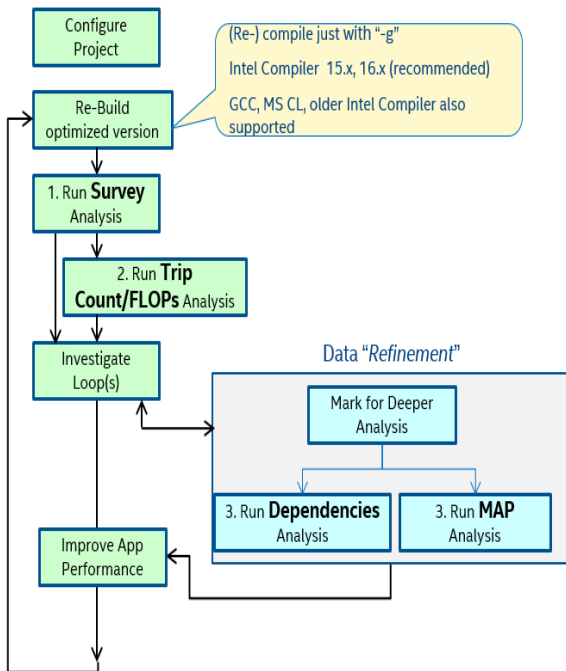 Configure
Project
(Re-) compile just with “-g”
Intel Compiler 15.x, 16.x (recommended)
GCC, MS CL, older Intel Compiler also
supported
Re-Build
optimized version
1. Run Survey
Analysis
2. Run Trip
Count/FLOPs Analysis
Investigate
Loop(s)
Data “Refinement”
Mark for Deeper
Analysis
3. Run Dependencies
Analysis
3. Run MAP
Analysis
Improve App
Performance